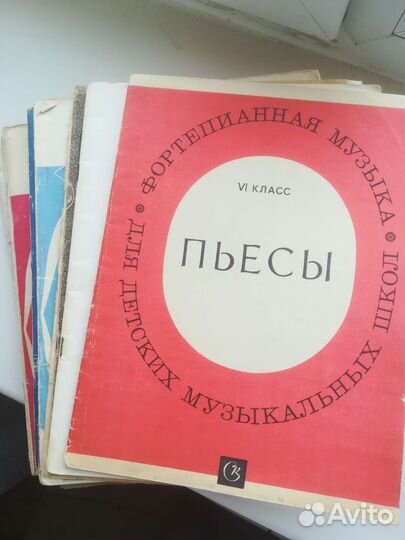 ФОРТЕПИАННАЯ МУЗЫКА •
ДЛЯ ДЕТСКИХ МУЗЫКАЛЬНЫХ ШКОЛ •
VI КЛАСС
ПЬЕСЫ
Avito